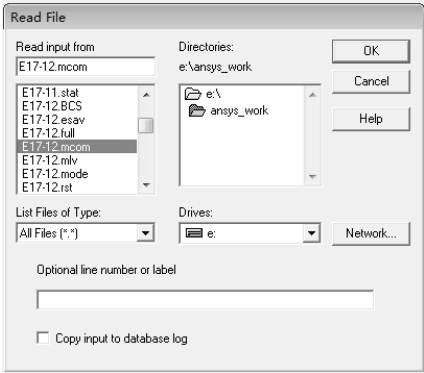 Read File
Read input from
E17-12.mcom
E17-11.stat
E17-12.BCS
E17-12.esav
E17-12.full
E17-12.mcom
E17-12.mlv
E17-12.mode
E17-12.rst
List Files of Type:
All Files (*.*)
Directories:
e:\ansys_work
e:\
ansys_work
Drives:
e:
OK
Cancel
Help
Network...
Optional line number or label
Copy input to database log